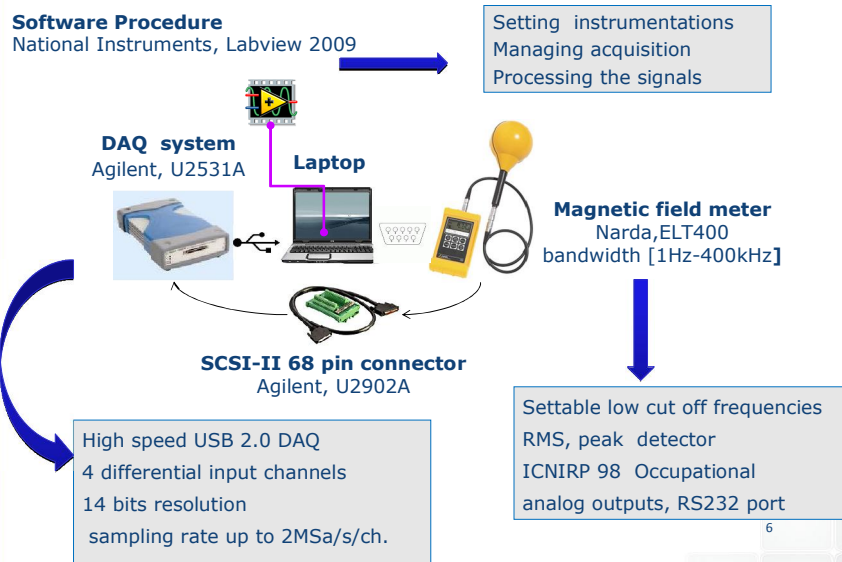 Software Procedure
National Instruments, Labview 2009
Setting instrumentations
Managing acquisition
Processing the signals
DAQ system
Agilent, U2531A
Laptop
Magnetic field meter
Narda,ELT400
bandwidth [1Hz-400kHz]
SCSI-II 68 pin connector
Agilent, U2902A
High speed USB 2.0 DAQ
4 differential input channels
14 bits resolution
sampling rate up to 2MSa/s/ch.
Settable low cut off frequencies
RMS, peak detector
ICNIRP 98 Occupational
analog outputs, RS232 port
6